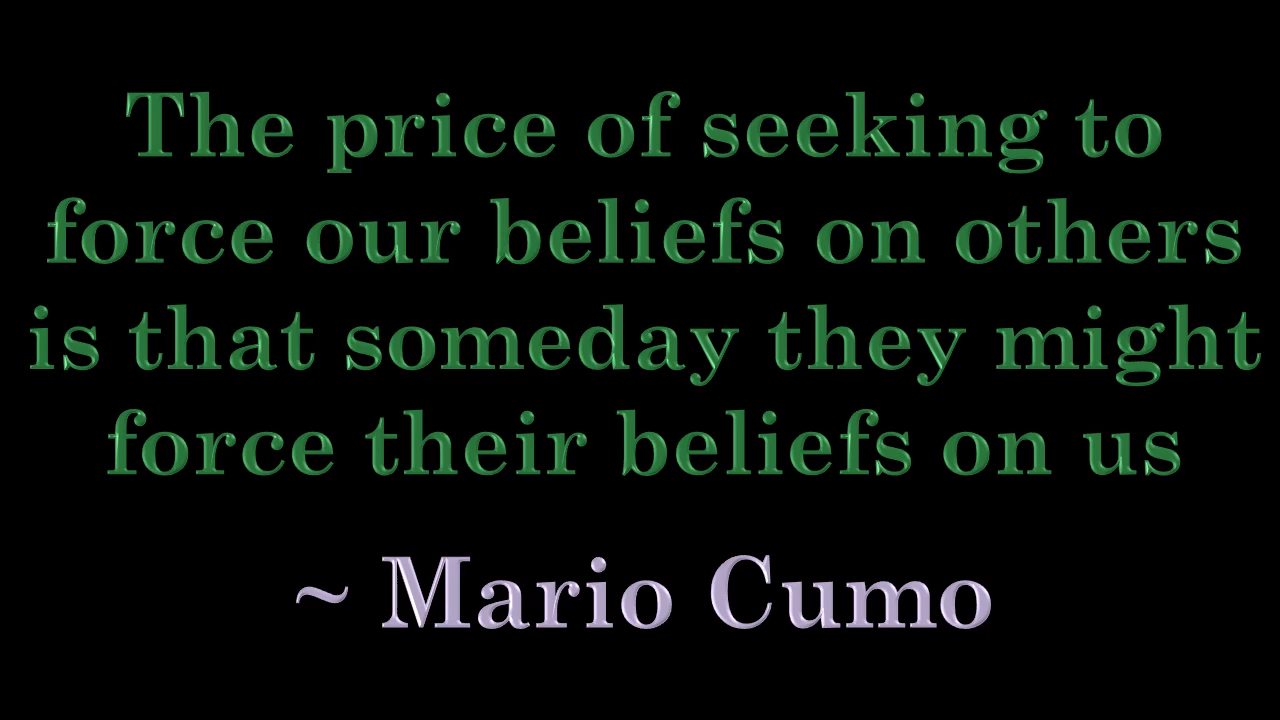 The price of seeking to
force our beliefs on others
is that someday they might
force their beliefs on us
~ Mario Cumo